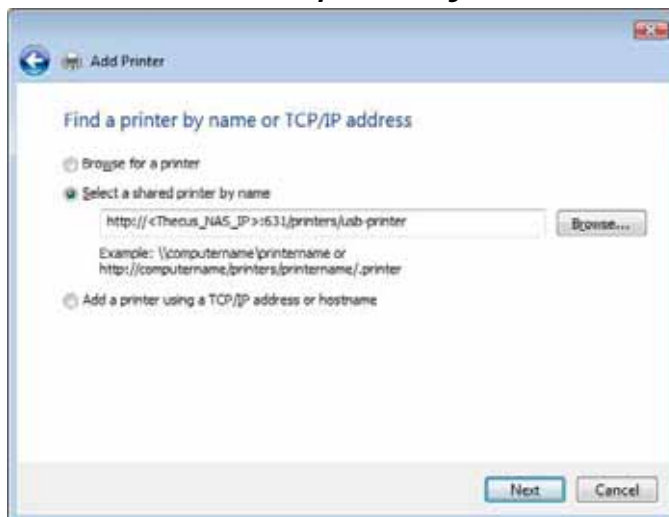 Add Printer
Find a printer by name or TCP/IP address
Browse for a printer
Select a shared printer by name
http://<Thecus_NAS_IP>:631/printers/usb-printer
Browse...
Example: \\computername\printername or
http://computername/printers/printername/.printer
Add a printer using a TCP/IP address or hostname
Next Cancel